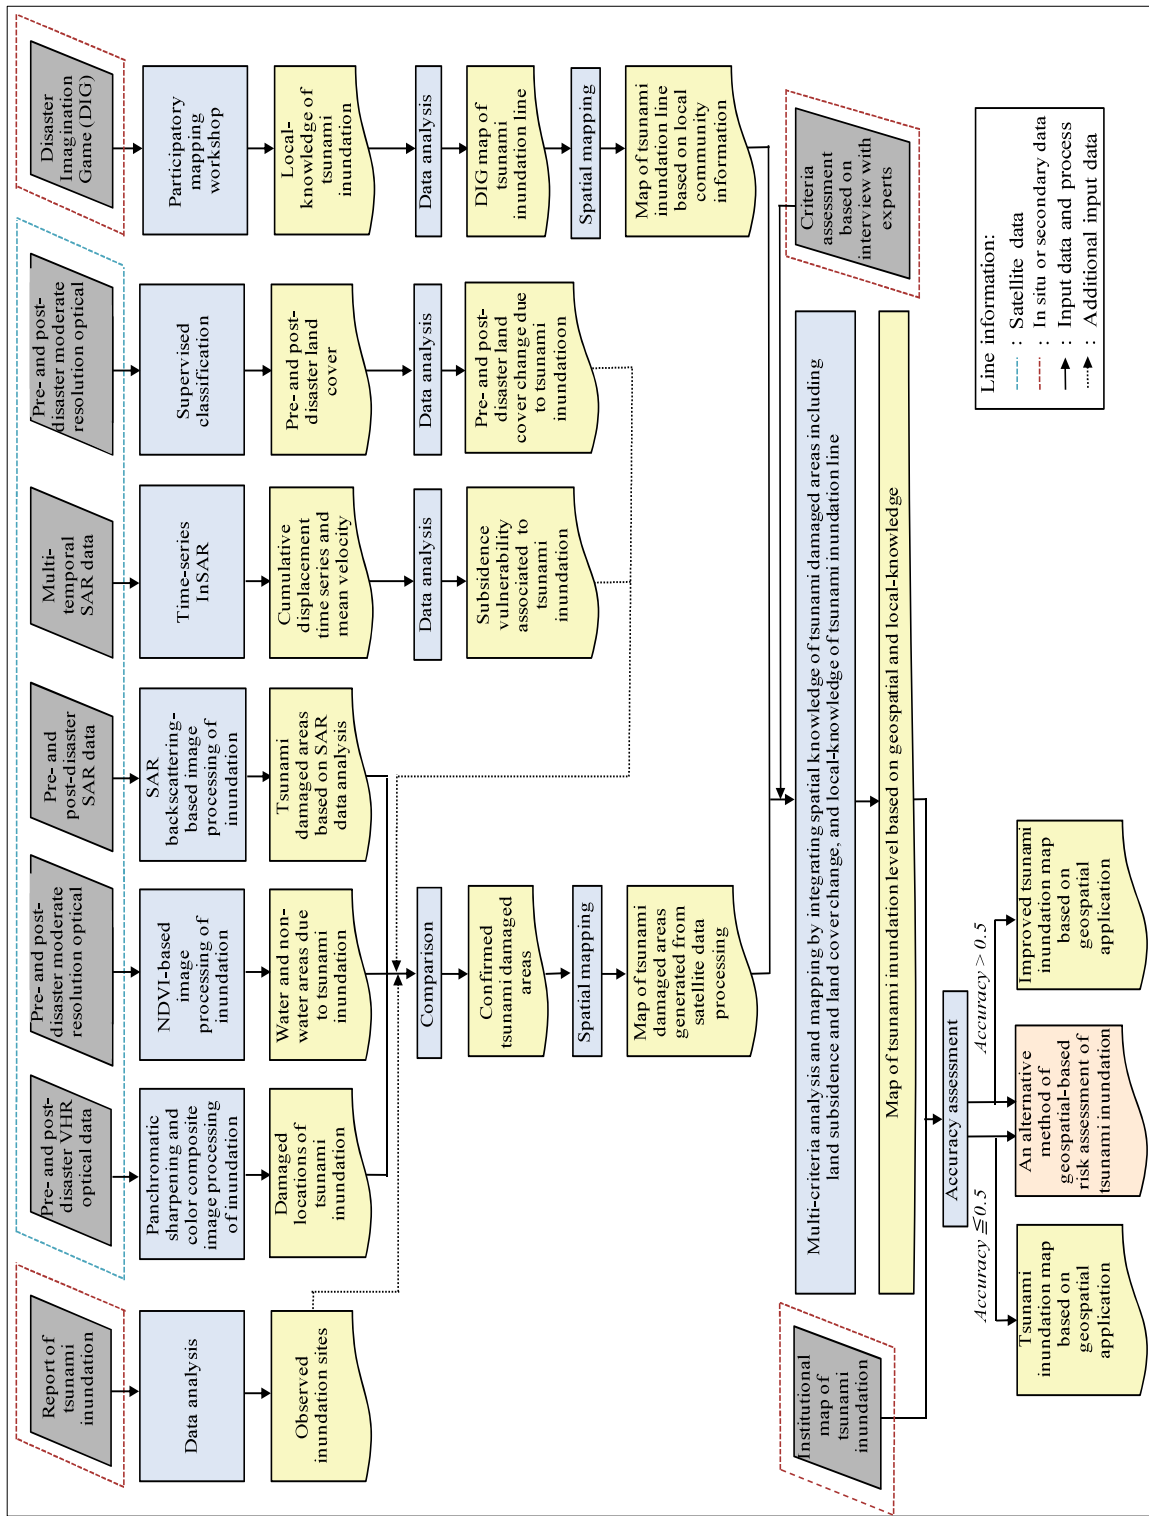 Report of
tsunami
inundation
Pre- and post-
disaster VHR
optical data
Pre- and post-
disaster moderate
resolution optical
Pre- and
post-disaster
SAR data
Multi-
temporal
SAR data
Pre- and post-
disaster moderate
resolution optical
Disaster
Imagination
Game (DIG)
Data analysis
Panchromatic
sharpening and
color composite
image processing
of inundation
NDVI-based
image
processing of
inundation
SAR
backscattering-
based image
processing of
inundation
Time-series
InSAR
Supervised
classification
Participatory
mapping
workshop
Observed
inundation sites
Damaged
locations of
tsunami
inundation
Water and non-
water areas due
to tsunami
inundation
Tsunami
damaged areas
based on SAR
data analysis
Cumulative
displacement
time series and
mean velocity
Pre- and post-
disaster land
cover
Local-
knowledge of
tsunami
inundation
Comparison
Data analysis
Data analysis
Data analysis
Confirmed
tsunami damaged
areas
Subsidence
vulnerability
associated to
tsunami
inundation
Pre- and post-
disaster land
cover change due
to tsunami
inundatioon
DIG map of
tsunami
inundation line
Spatial mapping
Spatial mapping
Map of tsunami
damaged areas
generated from
satellite data
processing
Map of tsunami
inundation line
based on local
community
information
Institutional
map of
tsunami
inundation
Multi-criteria analysis and mapping by integrating spatial knowledge of tsunami damaged areas including
land subsidence and land cover change, and local-knowledge of tsunami inundation line
Criteria
assessment
based on
interview with
experts
Map of tsunami inundation level based on geospatial and local-knowledge
Accuracy assessment
Accuracy ≦0.5
Accuracy > 0.5
Tsunami
inundation map
based on
geospatial
application
An alternative
method of
geospatial-based
risk assessment of
tsunami inundation
Improved tsunami
inundation map
based on
geospatial
application
Line information:
: Satellite data
: In situ or secondary data
: Input data and process
: Additional input data